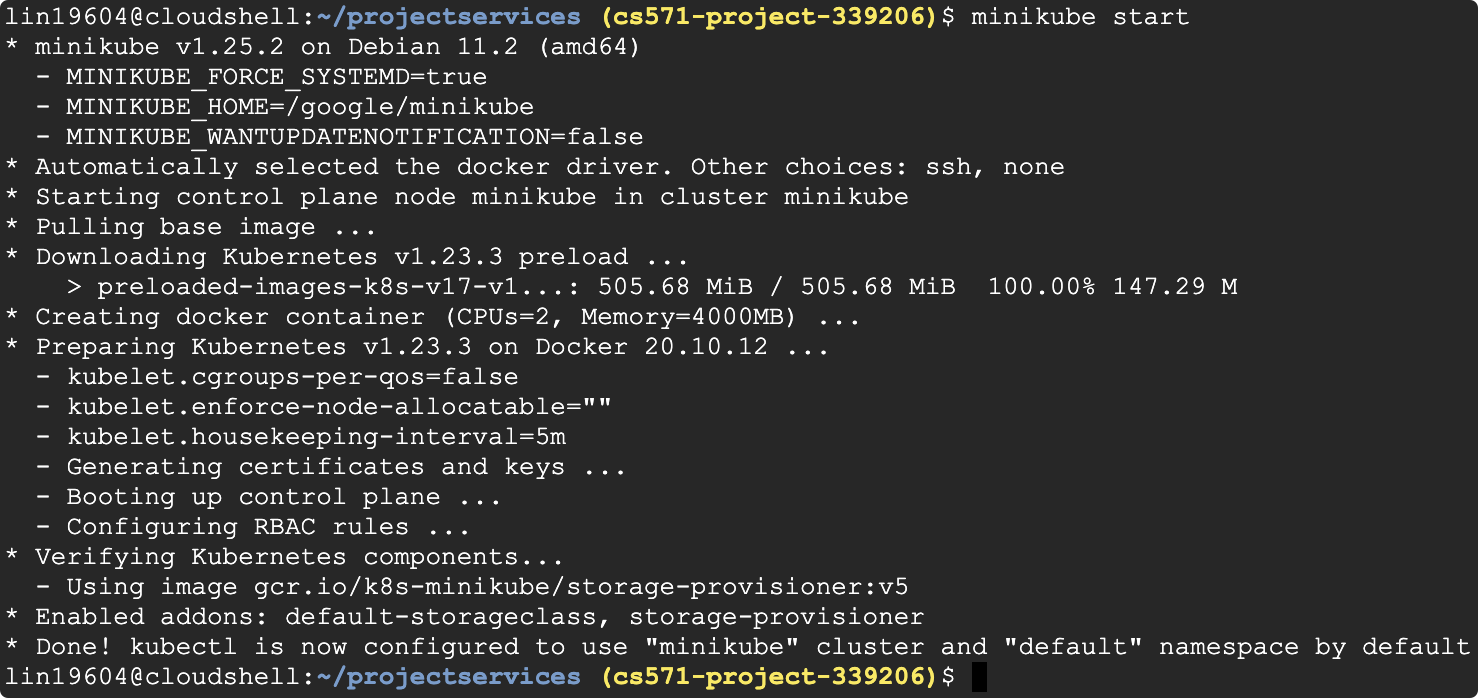 lin19604@cloudshell:~/projectservices (cs571-project-339206)$ minikube start
* minikube v1.25.2 on Debian 11.2 (amd64)
  - MINIKUBE_FORCE_SYSTEMD=true
  - MINIKUBE_HOME=/google/minikube
  - MINIKUBE_WANTUPDATENOTIFICATION=false
* Automatically selected the docker driver. Other choices: ssh, none
* Starting control plane node minikube in cluster minikube
* Pulling base image ...
* Downloading Kubernetes v1.23.3 preload ...
    > preloaded-images-k8s-v17-v1...: 505.68 MiB / 505.68 MiB  100.00% 147.29 M
* Creating docker container (CPUs=2, Memory=4000MB) ...
* Preparing Kubernetes v1.23.3 on Docker 20.10.12 ...
  - kubelet.cgroups-per-qos=false
  - kubelet.enforce-node-allocatable=""
  - kubelet.housekeeping-interval=5m
  - Generating certificates and keys ...
  - Booting up control plane ...
  - Configuring RBAC rules ...
* Verifying Kubernetes components...
  - Using image gcr.io/k8s-minikube/storage-provisioner:v5
* Enabled addons: default-storageclass, storage-provisioner
* Done! kubectl is now configured to use "minikube" cluster and "default" namespace by default
lin19604@cloudshell:~/projectservices (cs571-project-339206)$